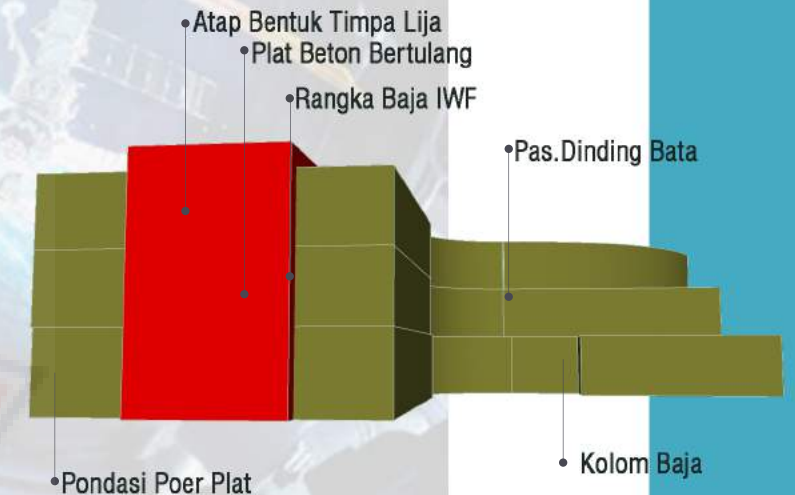 Atap Bentuk Timpa Lija
Plat Beton Bertulang
Rangka Baja IWF
Pas.Dinding Bata
Kolom Baja
Pondasi Poer Plat